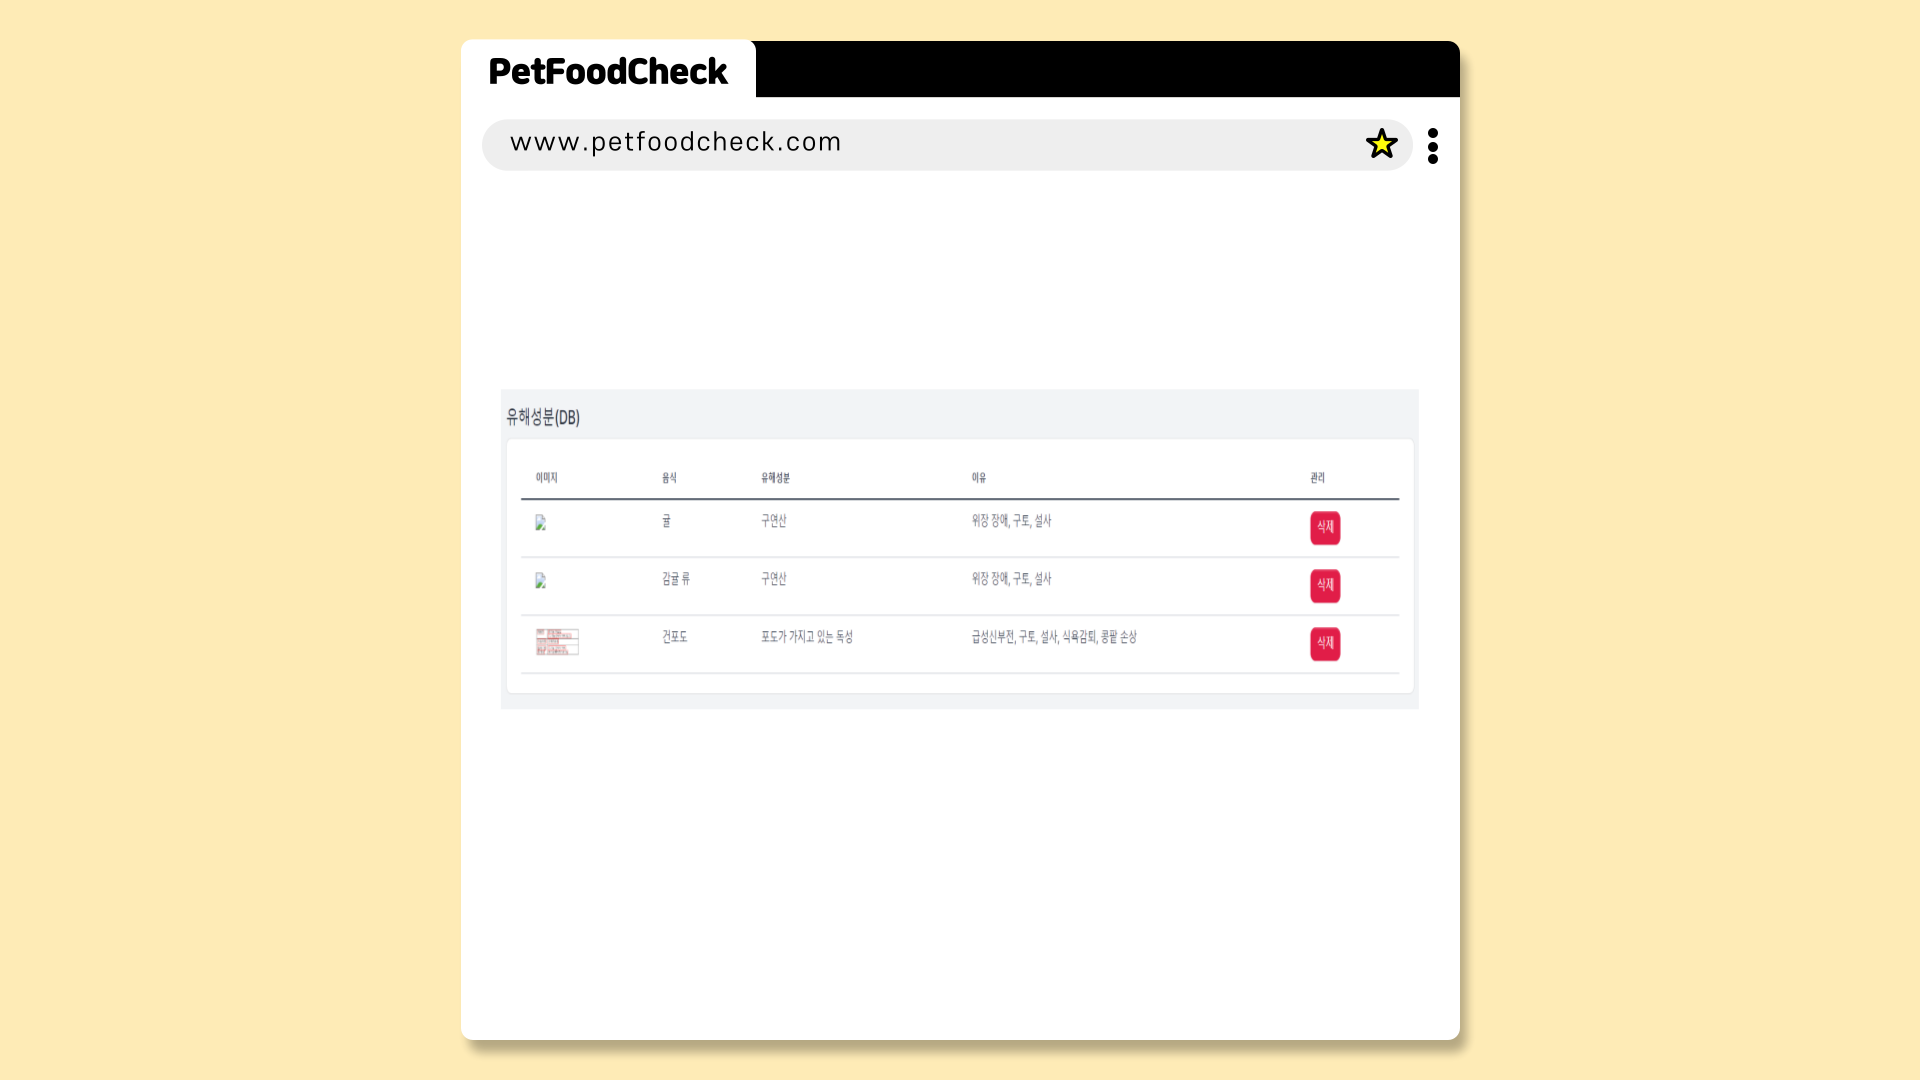 PetFoodCheck
www.petfoodcheck.com
유해성분(DB)
이미지 음식 유해성분 이유 관리
귤 구연산 위장 장애, 구토, 설사 삭제
감귤 류 구연산 위장 장애, 구토, 설사 삭제
건포도 포도가 가지고 있는 독성 급성신부전, 구토, 설사, 식욕감퇴, 콩팥 손상 삭제